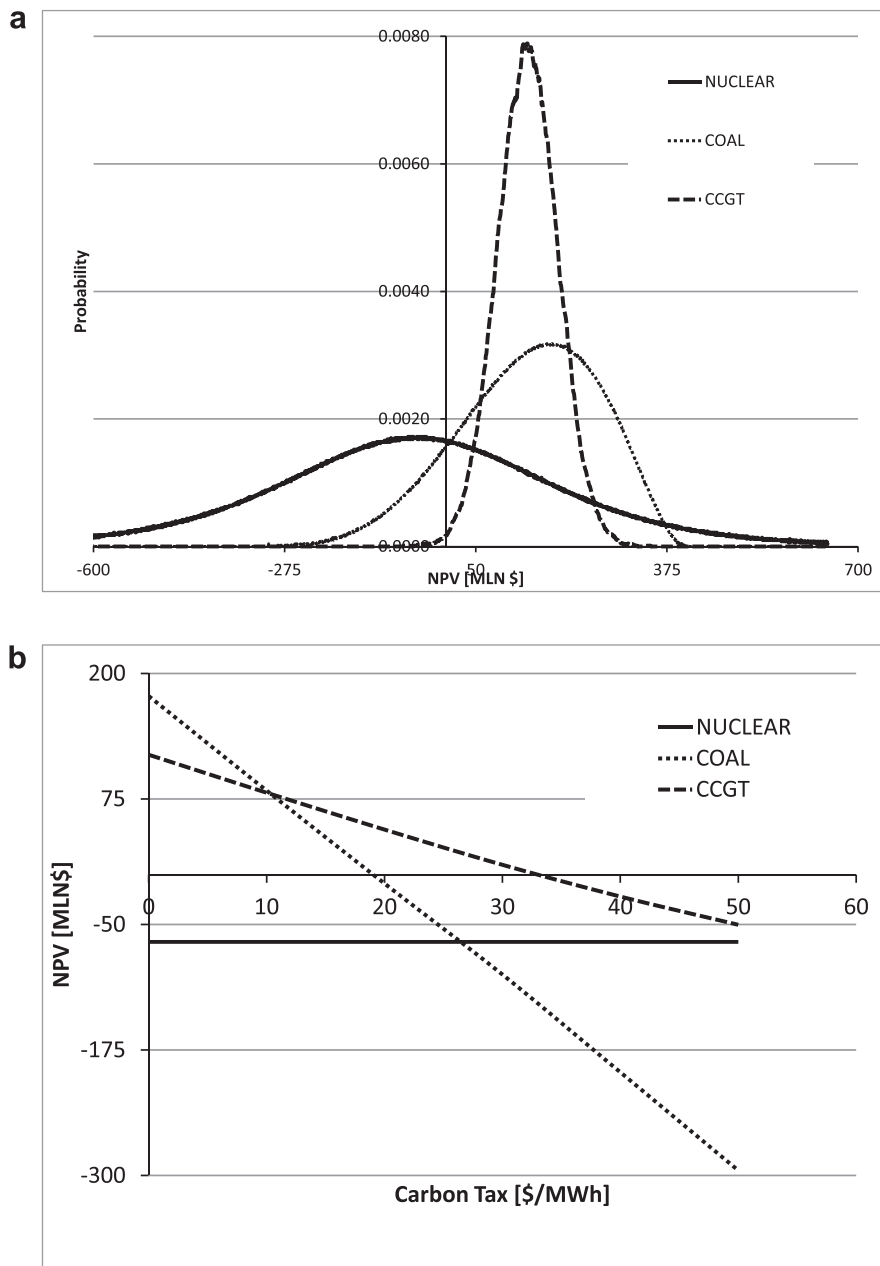 a
0.0080
NUCLEAR
COAL
0.0060
CCGT
Probability
0.0040
0.0020
0.0000
-600 -275 50 375 700
NPV [MLN $]
b
200
NUCLEAR
COAL
CCGT
75
NPV [MLN$]
0 10 20 30 40 50 60
-50
-175
-300
Carbon Tax [$/MWh]